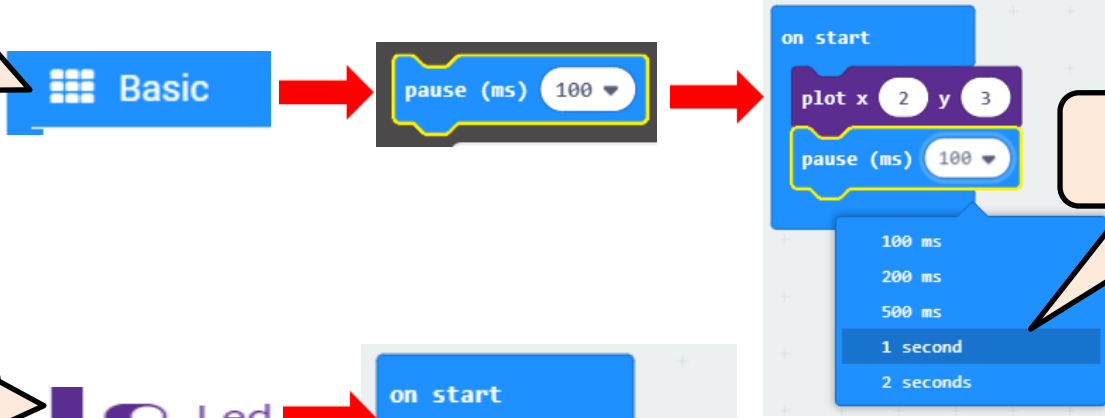 Basic
pause (ms) 100
on start
plot x 2 y 3
pause (ms) 100
100 ms
200 ms
500 ms
1 second
2 seconds
Led
on start